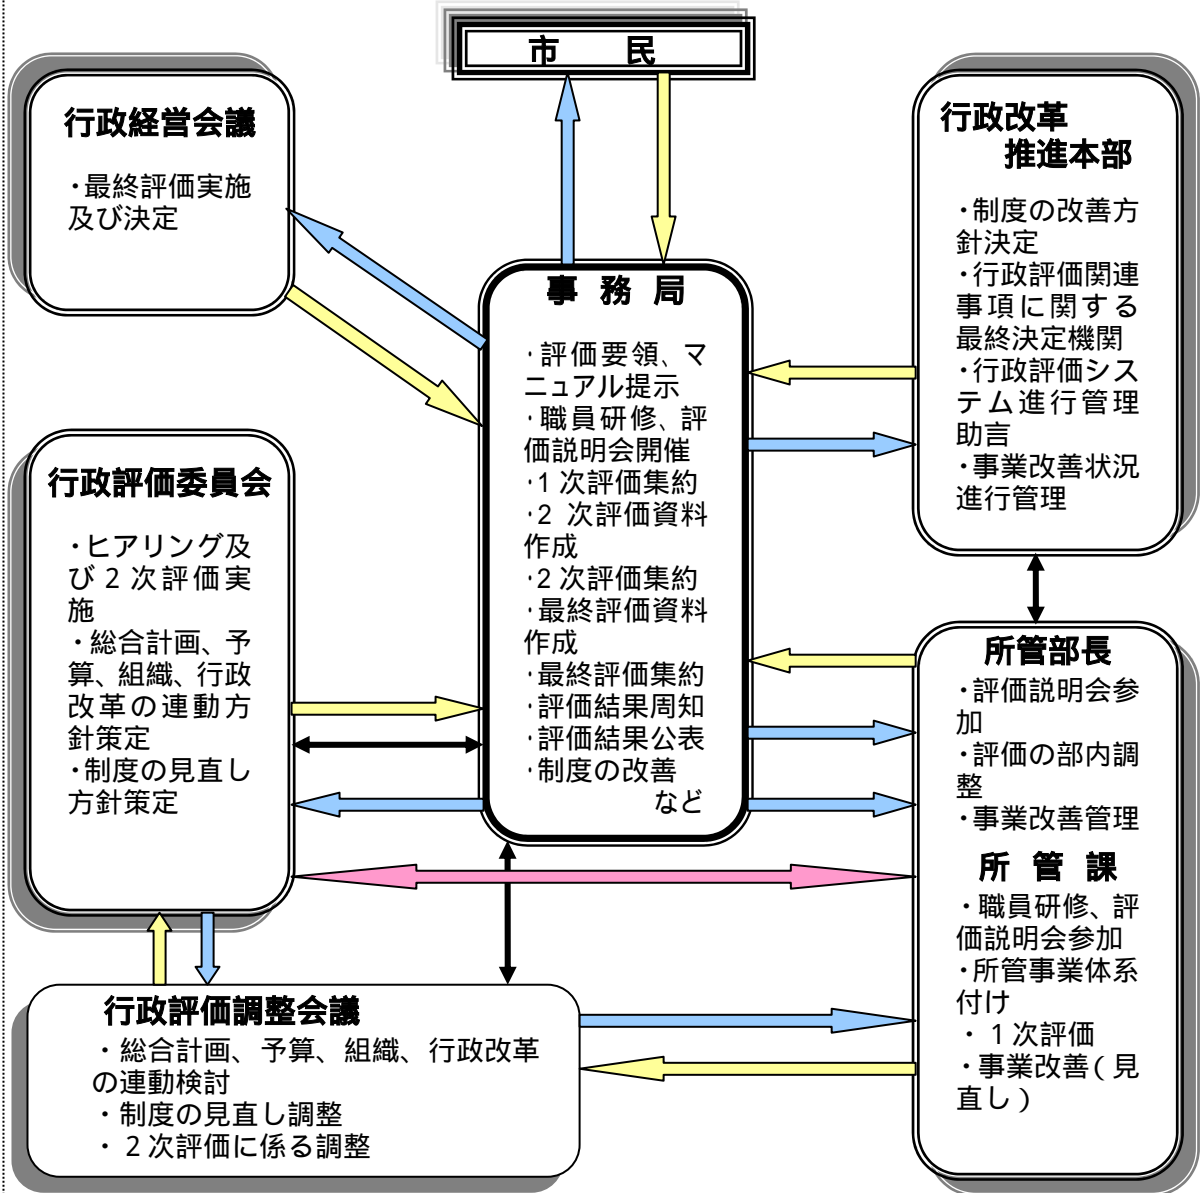 市　　民
行政経営会議
・最終評価実施
及び決定
行政改革
推進本部
・制度の改善方
針決定
・行政評価関連
事項に関する
最終決定機関
・行政評価シス
テム進行管理
助言
・事業改善状況
進行管理
事　務　局
・評価要領、マ
ニュアル提示
・職員研修、評
価説明会開催
・1 次評価集約
・2 次評価資料
作成
・2 次評価集約
・最終評価資料
作成
・最終評価集約
・評価結果周知
・評価結果公表
・制度の改善
など
行政評価委員会
・ヒアリング及
び２次評価実
施
・総合計画、予
算、組織、行政
改革の連動方
針策定
・制度の見直し
方針策定
所管部長
・評価説明会参
加
・評価の部内調
整
・事業改善管理
所　管　課
・職員研修、評
価説明会参加
・所管事業体系
付け
・１次評価
・事業改善（見
直し）
行政評価調整会議
・総合計画、予算、組織、行政改革
の連動検討
・制度の見直し調整
・２次評価に係る調整